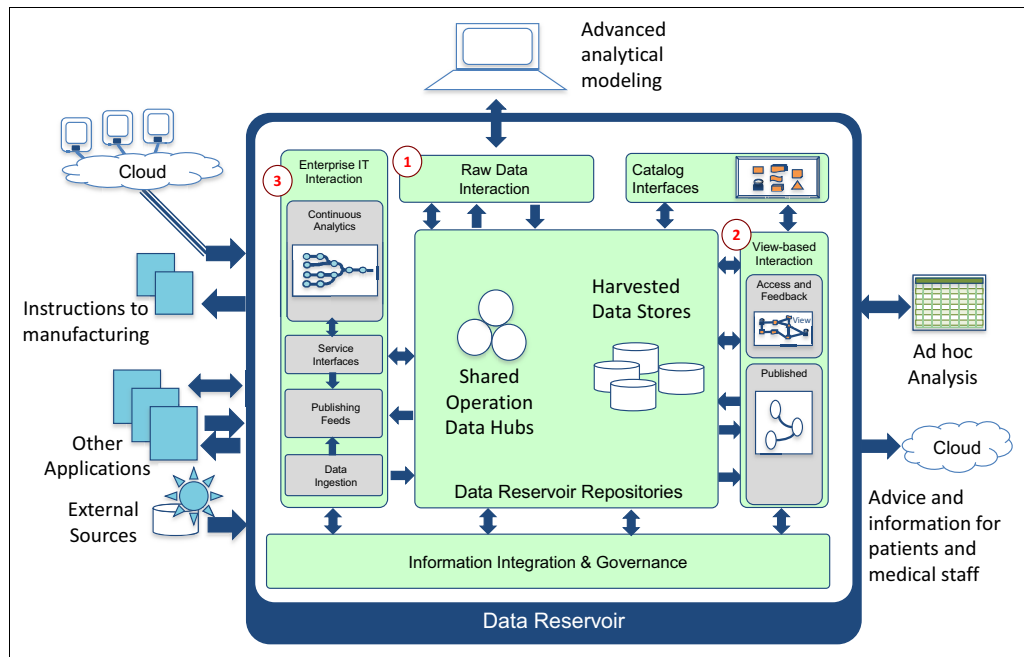 Advanced
analytical
modeling
Cloud
Enterprise IT
Interaction
3
1
Raw Data
Interaction
Catalog
Interfaces
Continuous
Analytics
2
View-based
Interaction
Access and
Feedback
View
Harvested
Data Stores
Instructions to
manufacturing
Service
Interfaces
Shared
Operation
Data Hubs
Published
Ad hoc
Analysis
Publishing
Feeds
Other
Applications
Data
Ingestion
Data Reservoir Repositories
Cloud
External
Sources
Advice and
information for
patients and
medical staff
Information Integration & Governance
Data Reservoir